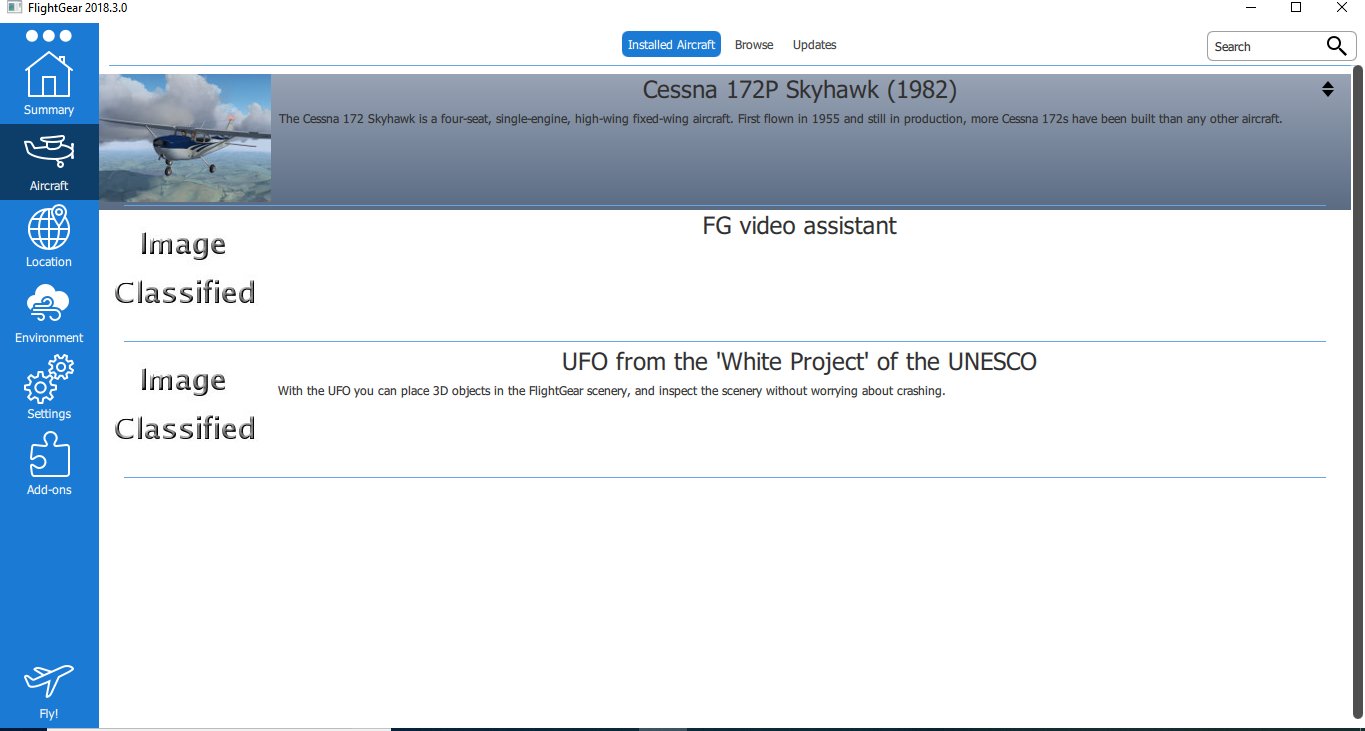 FlightGear 2018.3.0
Installed Aircraft
Browse
Updates
Search
Summary
Aircraft
Location
Environment
Settings
Add-ons
Fly!
Cessna 172P Skyhawk (1982)
The Cessna 172 Skyhawk is a four-seat, single-engine, high-wing fixed-wing aircraft. First flown in 1955 and still in production, more Cessna 172s have been built than any other aircraft.
FG video assistant
Image
Classified
UFO from the 'White Project' of the UNESCO
With the UFO you can place 3D objects in the FlightGear scenery, and inspect the scenery without worrying about crashing.
Image
Classified